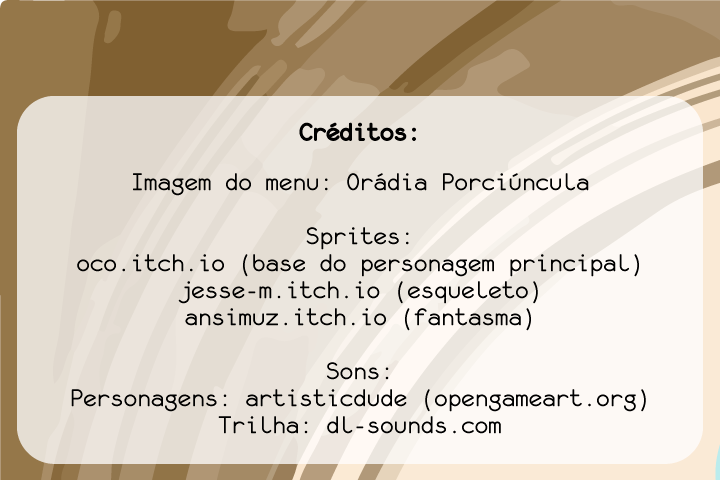 Créditos:
Imagem do menu: Orádia Porciúncula
Sprites:
oco.itch.io (base do personagem principal)
jesse-m.itch.io (esqueleto)
ansimuz.itch.io (fantasma)
Sons:
Personagens: artisticdude (opengameart.org)
Trilha: dl-sounds.com